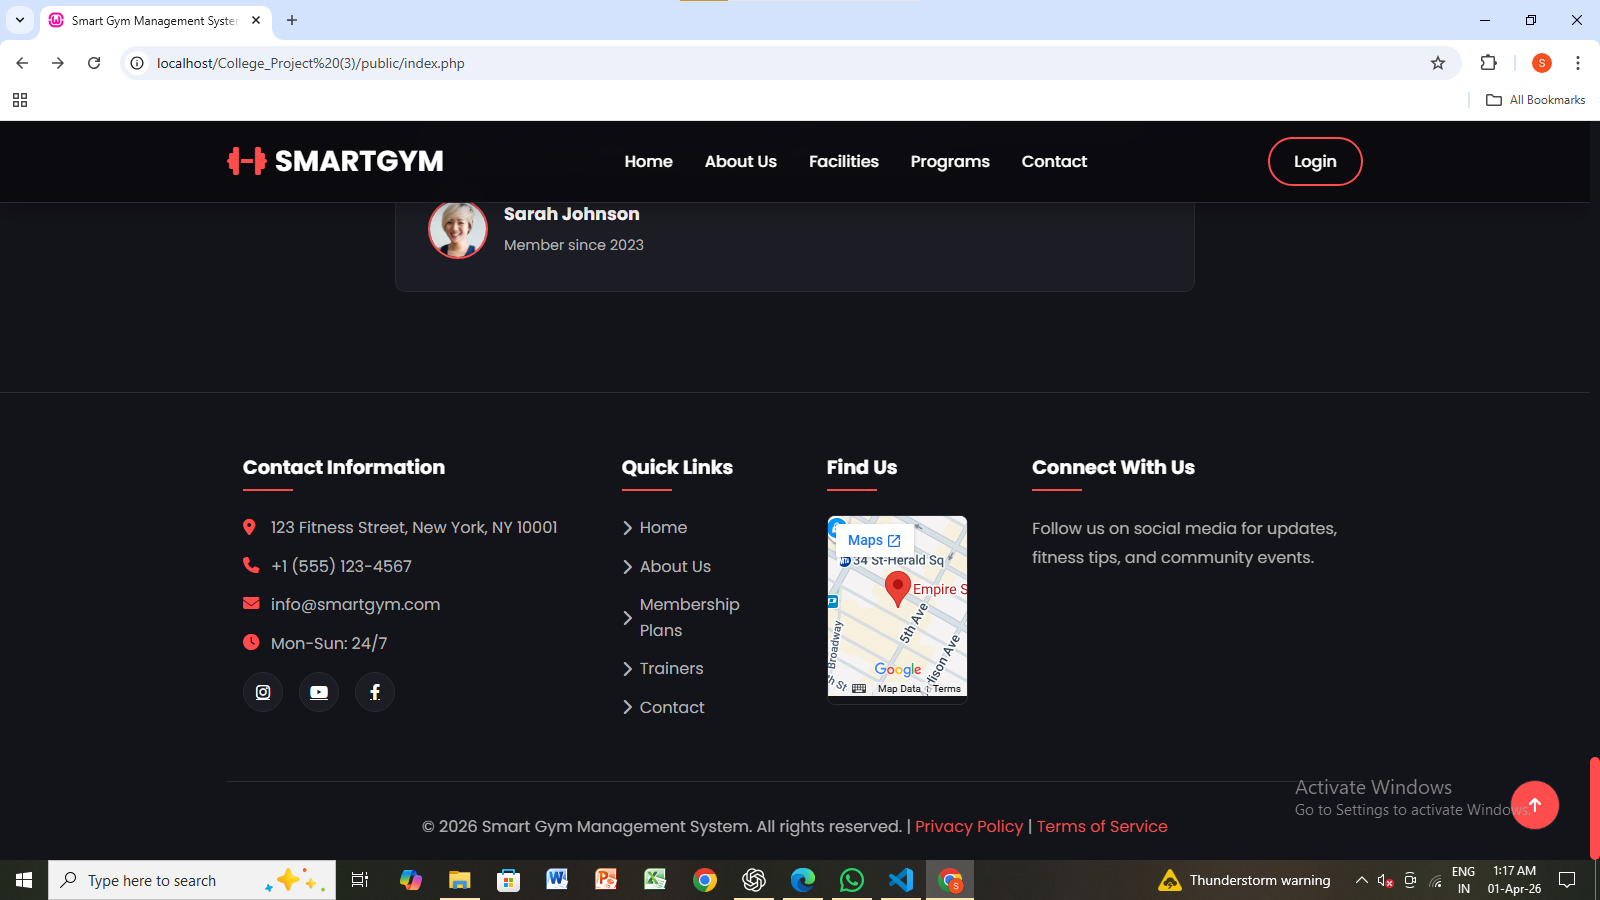 Smart Gym Management System
localhost/College_Project%20(3)/public/index.php
All Bookmarks
SMARTGYM
Home
About Us
Facilities
Programs
Contact
Login
Sarah Johnson
Member since 2023
Contact Information
123 Fitness Street, New York, NY 10001
+1 (555) 123-4567
info@smartgym.com
Mon-Sun: 24/7
Quick Links
Home
About Us
Membership
Plans
Trainers
Contact
Find Us
Maps
34 St-Herald Sq
Empire S
5th Ave
Broadway
dison Ave
th St
Google
Map Data
Terms
Connect With Us
Follow us on social media for updates,
fitness tips, and community events.
Activate Windows
Go to Settings to activate Windows.
© 2026 Smart Gym Management System. All rights reserved. | Privacy Policy | Terms of Service
Type here to search
Thunderstorm warning
ENG
IN
1:17 AM
01-Apr-26